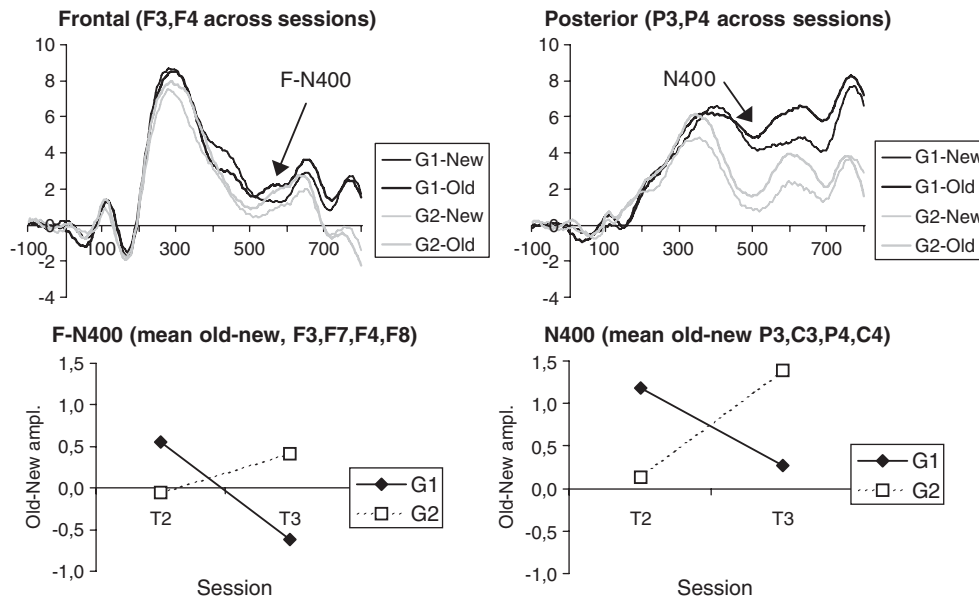 Frontal (F3,F4 across sessions)
10
8
6
4
2
0
-2
-4
-100
100
300
500
700
F-N400
G1-New
G1-Old
G2-New
G2-Old
Posterior (P3,P4 across sessions)
10
8
6
4
2
0
-2
-4
-100
100
300
500
700
N400
G1-New
G1-Old
G2-New
G2-Old
F-N400 (mean old-new, F3,F7,F4,F8)
Old-New ampl.
1,5
1,0
0,5
0,0
-0,5
-1,0
T2
T3
G1
G2
Session
N400 (mean old-new P3,C3,P4,C4)
Old-New ampl.
1,5
1,0
0,5
0,0
-0,5
-1,0
T2
T3
G1
G2
Session